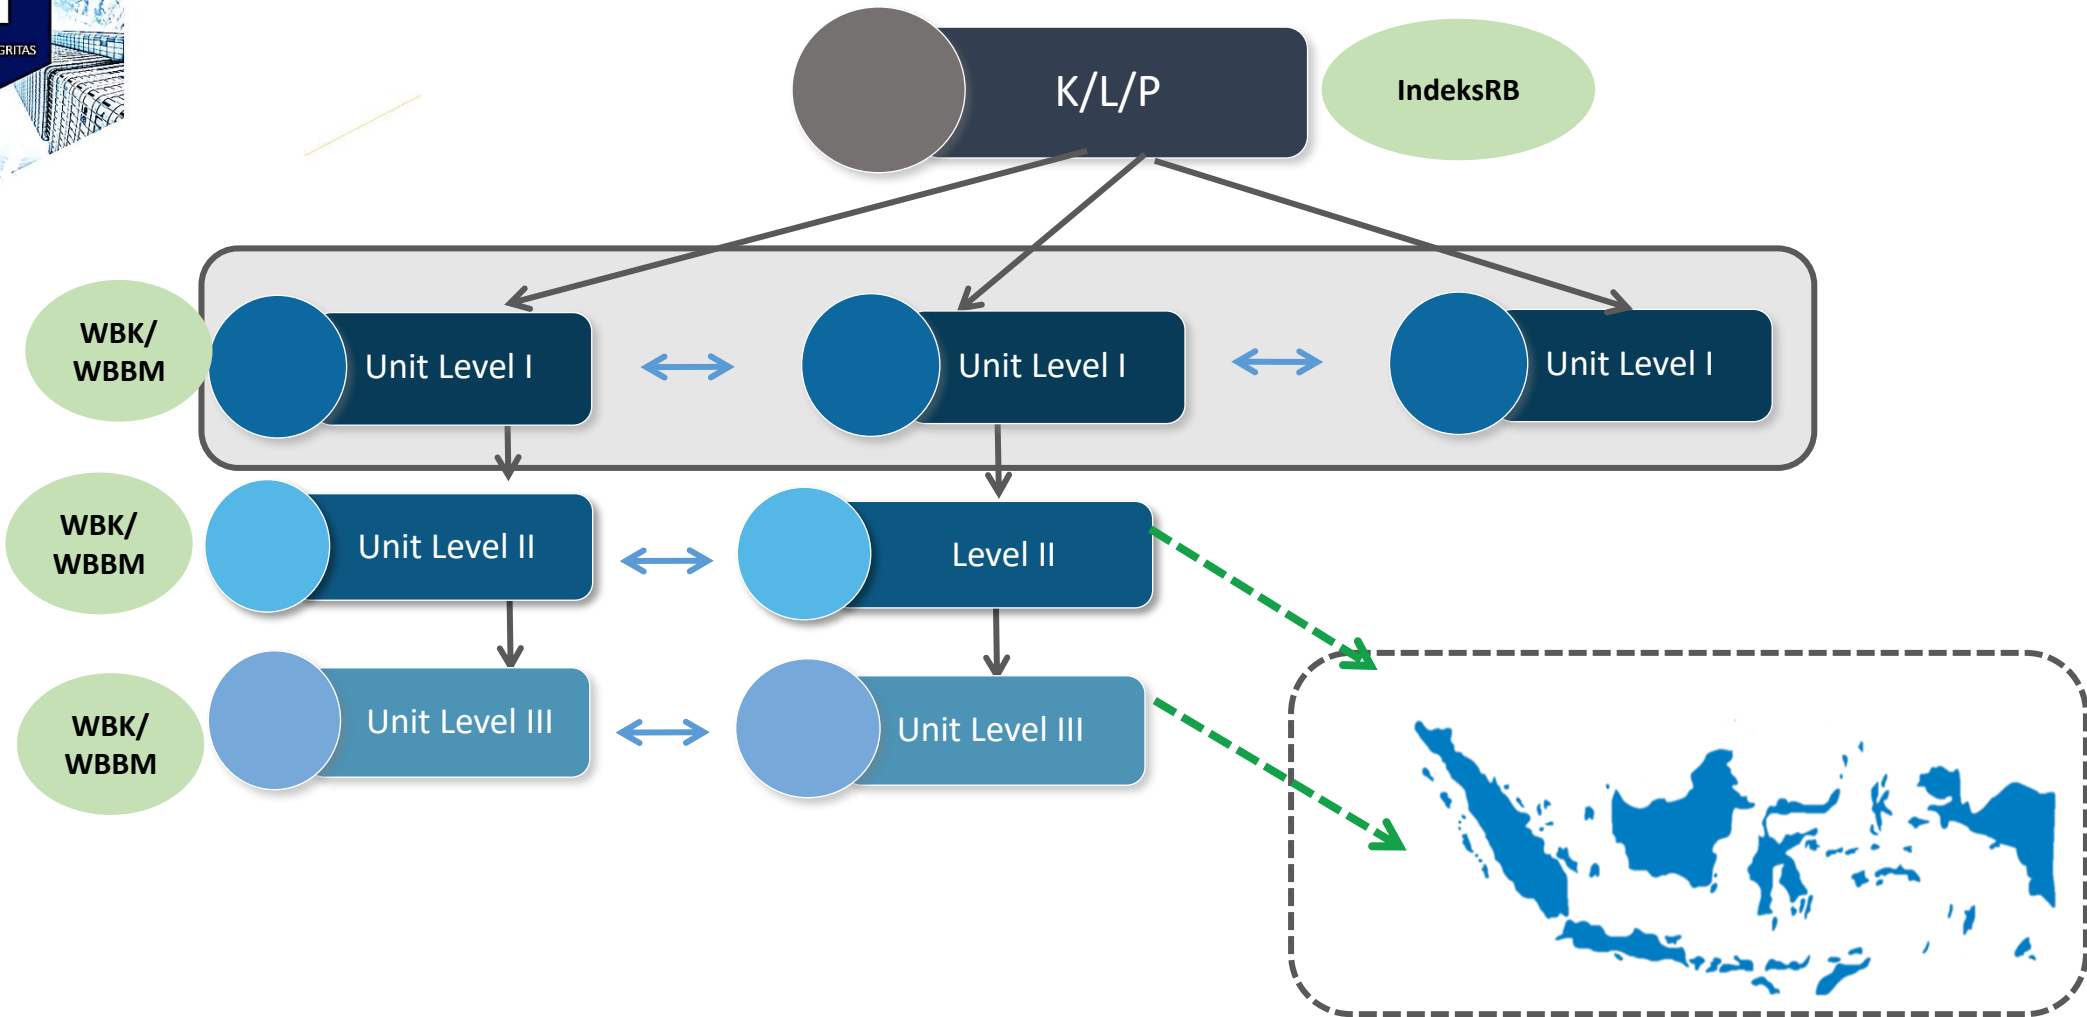 GRITAS
K/L/P
IndeksRB
WBK/
WBBM
Unit Level I
Unit Level I
Unit Level I
WBK/
WBBM
Unit Level II
Level II
WBK/
WBBM
Unit Level III
Unit Level III